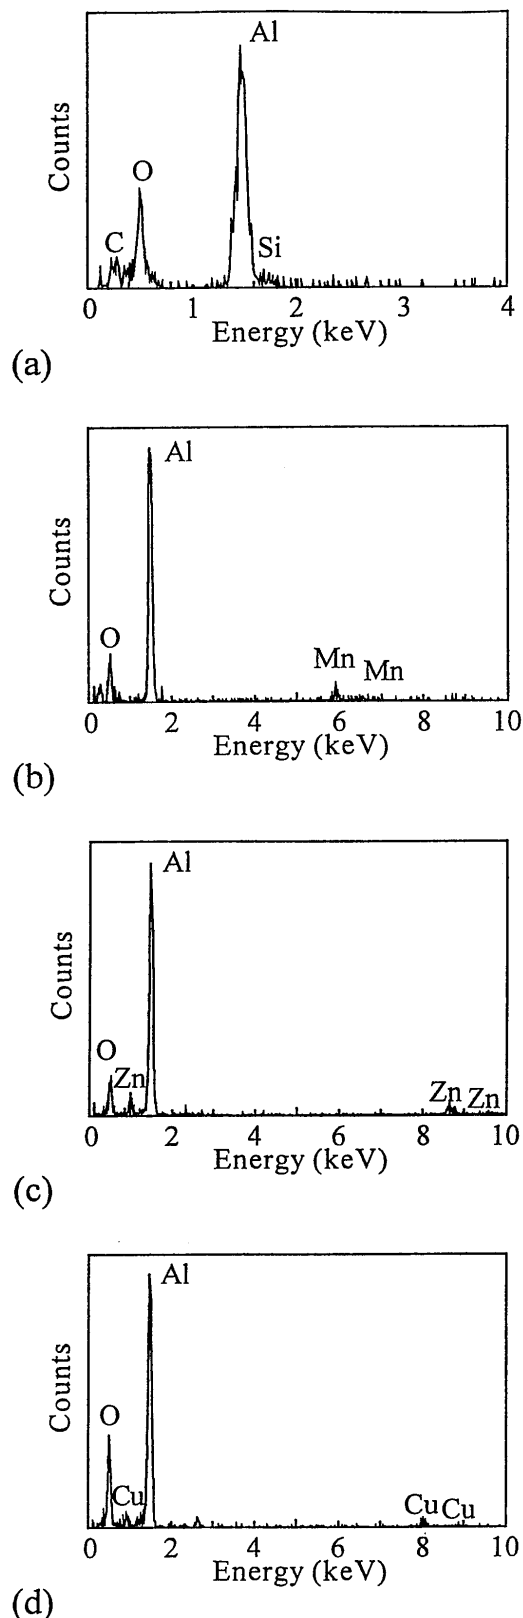 Al
O
C
Si
Counts
0 1 2 3 4
Energy (keV)
(a)
Al
O
Mn Mn
Counts
0 2 4 6 8 10
Energy (keV)
(b)
Al
O
Zn
Zn Zn
Counts
0 2 4 6 8 10
Energy (keV)
(c)
Al
O
Cu
Cu Cu
Counts
0 2 4 6 8 10
Energy (keV)
(d)